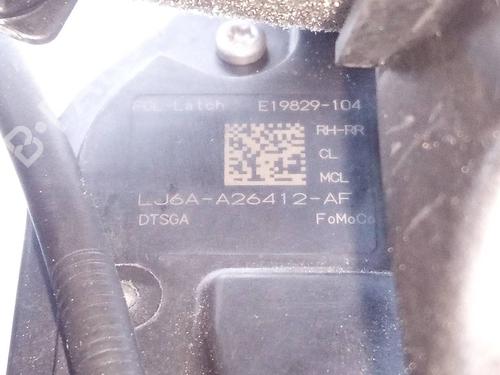 FGL-Latch E19829-104
RH-RR
CL
MCL
LJ6A-A26412-AF
DTSGA FoMoCo